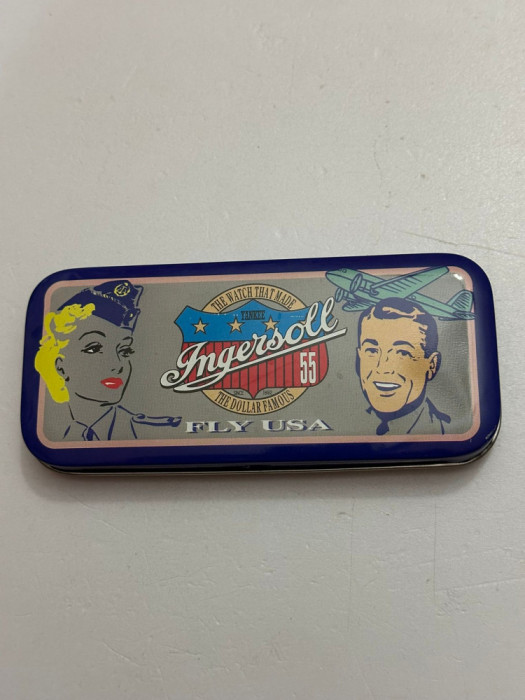 THE WATCH THAT MADE
YANKEE
Ingersoll
55
THE DOLLAR FAMOUS
FLY USA